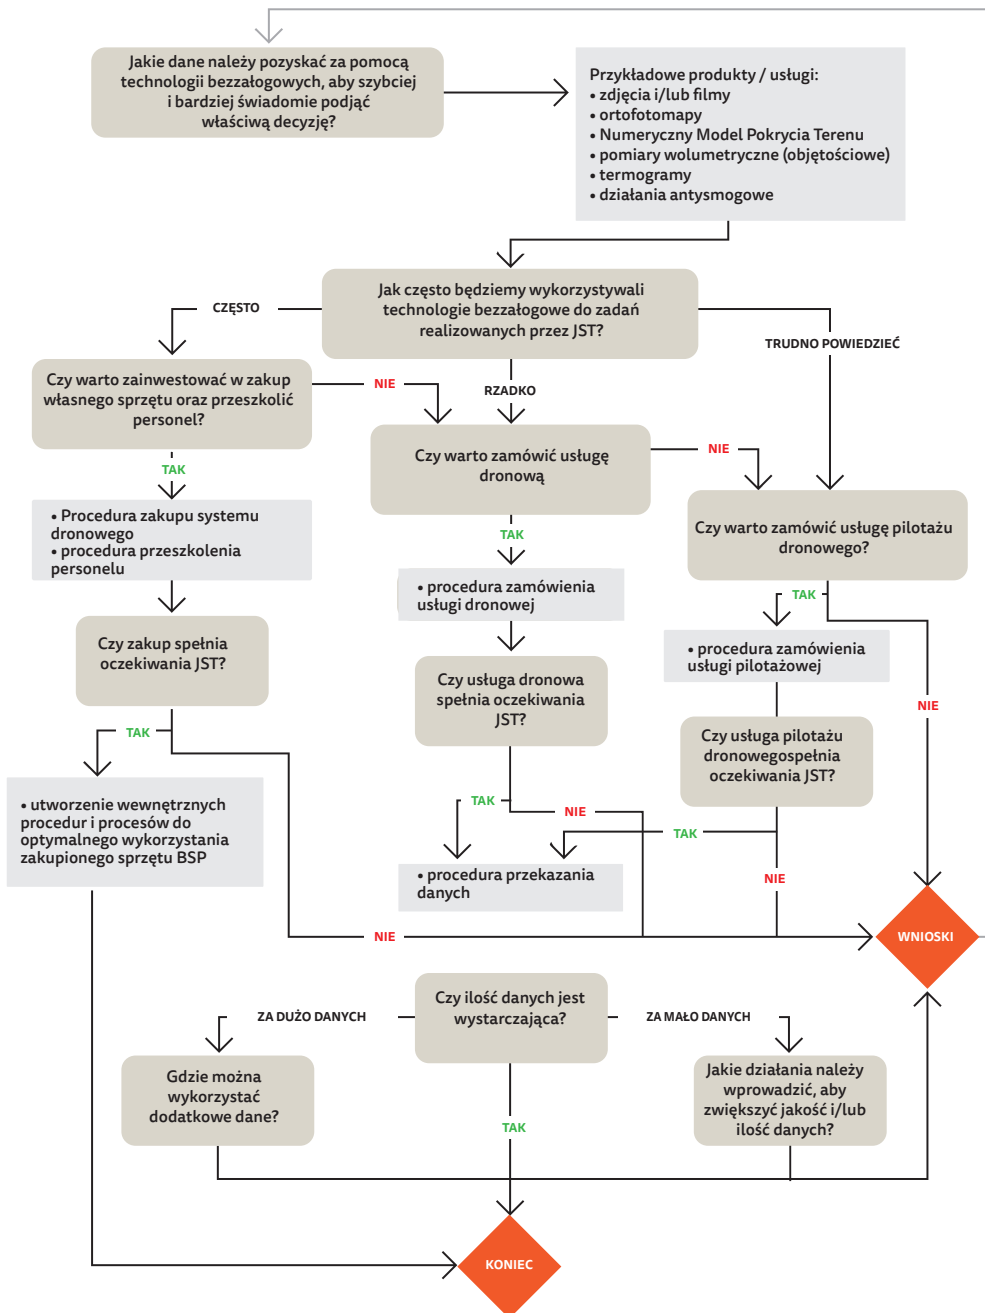 Jakie dane należy pozyskać za pomocą
technologii bezzałogowych, aby szybciej
i bardziej świadomie podjąć
właściwą decyzję?
Przykładowe produkty / usługi:
• zdjęcia i/lub filmy
• ortofotomapy
• Numeryczny Model Pokrycia Terenu
• pomiary wolumetryczne (objętościowe)
• termogramy
• działania antysmogowe
Jak często będziemy wykorzystywali
technologie bezzałogowe do zadań
realizowanych przez JST?
CZĘSTO
RZADKO
TRUDNO POWIEDZIEĆ
Czy warto zainwestować w zakup
własnego sprzętu oraz przeszkolić
personel?
NIE
TAK
Czy warto zamówić usługę
dronową
NIE
TAK
Czy warto zamówić usługę pilotażu
dronowego?
TAK
NIE
• Procedura zakupu systemu
dronowego
• procedura przeszkolenia
personelu
• procedura zamówienia
usługi dronowej
• procedura zamówienia
usługi pilotażowej
Czy zakup spełnia
oczekiwania JST?
TAK
NIE
Czy usługa dronowa
spełnia oczekiwania
JST?
TAK
NIE
Czy usługa pilotażu
dronowegospełnia
oczekiwania JST?
TAK
NIE
• utworzenie wewnętrznych
procedur i procesów do
optymalnego wykorzystania
zakupionego sprzętu BSP
• procedura przekazania
danych
WNIOSKI
Czy ilość danych jest
wystarczająca?
ZA DUŻO DANYCH
ZA MAŁO DANYCH
TAK
Gdzie można
wykorzystać
dodatkowe dane?
Jakie działania należy
wprowadzić, aby
zwiększyć jakość i/lub
ilość danych?
KONIEC